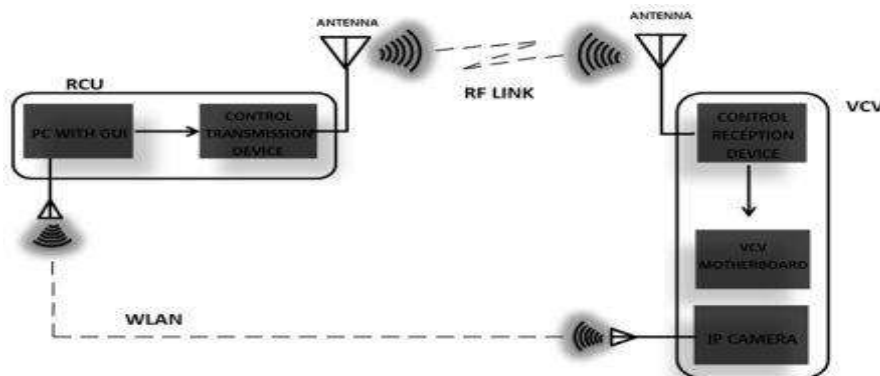 ANTENNA
ANTENNA
RCU
RF LINK
VCV
PC WITH GUI
CONTROL
TRANSMISSION
DEVICE
CONTROL
RECEPTION
DEVICE
VCV
MOTHERBOARD
WLAN
IP CAMERA